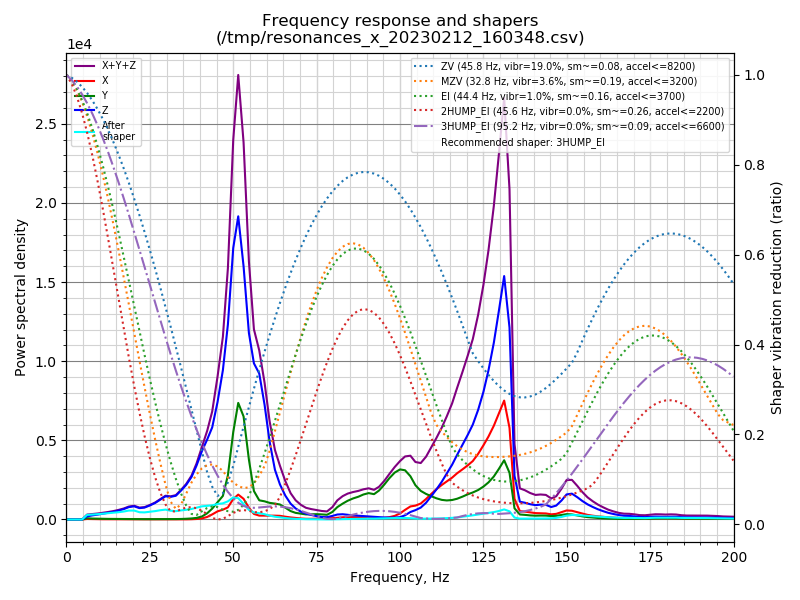 Frequency response and shapers
(/tmp/resonances_x_20230212_160348.csv)
1e4
X+Y+Z
X
Y
Z
After
shaper
ZV (45.8 Hz, vibr=19.0%, sm~=0.08, accel<=8200)
MZV (32.8 Hz, vibr=3.6%, sm~=0.19, accel<=3200)
EI (44.4 Hz, vibr=1.0%, sm~=0.16, accel<=3700)
2HUMP_EI (45.6 Hz, vibr=0.0%, sm~=0.26, accel<=2200)
3HUMP_EI (95.2 Hz, vibr=0.0%, sm~=0.09, accel<=6600)
Recommended shaper: 3HUMP_EI
Power spectral density
2.5
2.0
1.5
1.0
0.5
0.0
0
25
50
75
100
125
150
175
200
Frequency, Hz
1.0
0.8
0.6
0.4
0.2
0.0
Shaper vibration reduction (ratio)